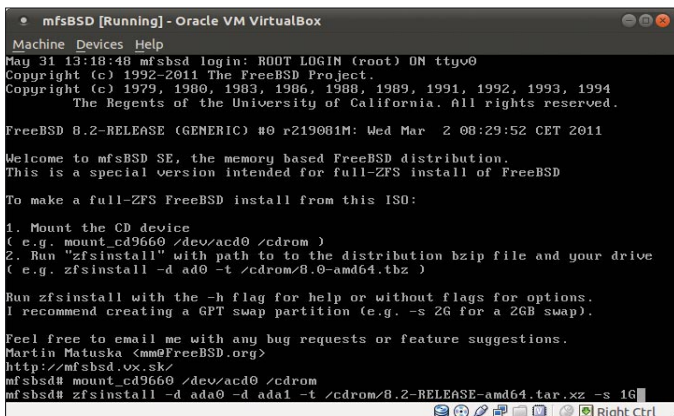 mfsBSD [Running] - Oracle VM VirtualBox
Machine Devices Help
May 31 13:18:48 mfsbsd login: ROOT LOGIN (root) ON ttyv0
Copyright (c) 1992-2011 The FreeBSD Project.
Copyright (c) 1979, 1980, 1983, 1986, 1988, 1989, 1991, 1992, 1993, 1994
The Regents of the University of California. All rights reserved.
FreeBSD 8.2-RELEASE (GENERIC) #0 r219081M: Wed Mar  2 08:29:52 CET 2011
Welcome to mfsBSD SE, the memory based FreeBSD distribution.
This is a special version intended for full-ZFS install of FreeBSD
To make a full-ZFS FreeBSD install from this ISO:
1. Mount the CD device
( e.g. mount_cd9660 /dev/acd0 /cdrom )
2. Run "zfsinstall" with path to to the distribution bzip file and your drive
( e.g. zfsinstall -d ad0 -t /cdrom/8.0-amd64.tbz )
Run zfsinstall with the -h flag for help or without flags for options.
I recommend creating a GPT swap partition (e.g. -s 2G for a 2GB swap).
Feel free to email me with any bug requests or feature suggestions.
Martin Matuska <mm@FreeBSD.org>
http://mfsbsd.vx.sk/
mfsbsd# mount_cd9660 /dev/acd0 /cdrom
mfsbsd# zfsinstall -d ada0 -d ada1 -t /cdrom/8.2-RELEASE-amd64.tar.xz -s 1G
Right Ctrl